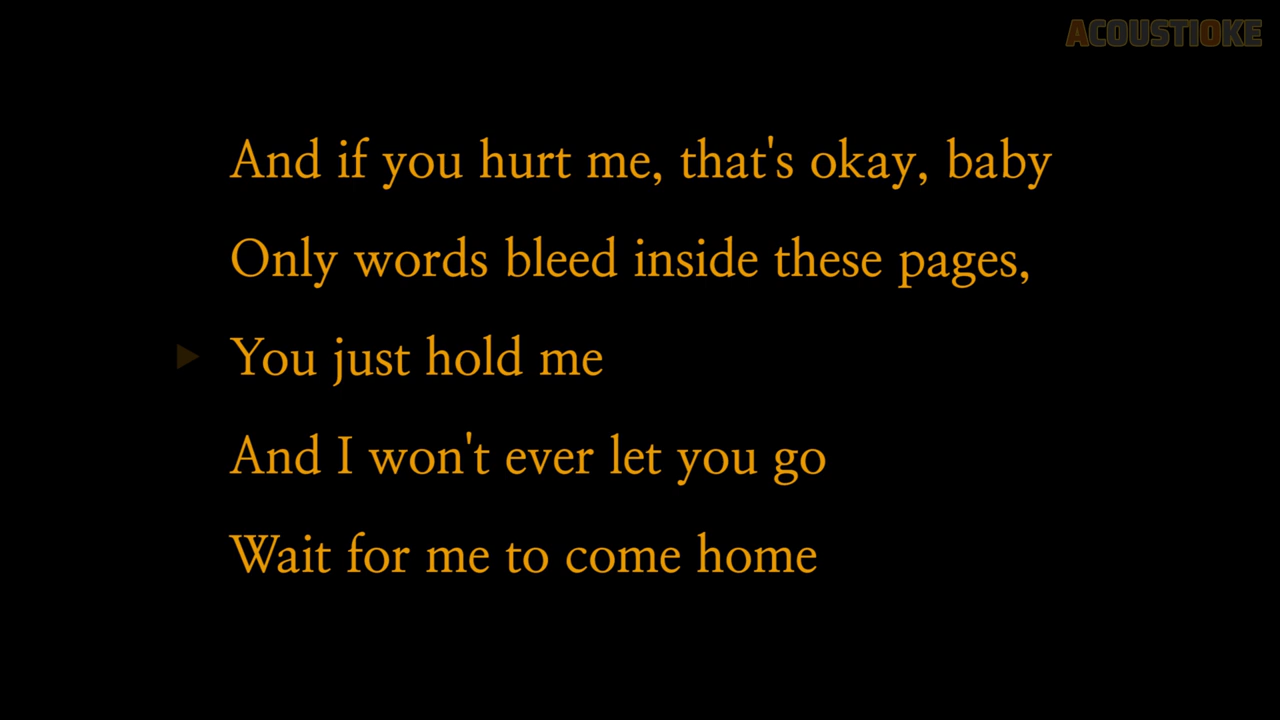 ACOUSTIOKE
And if you hurt me, that's okay, baby
Only words bleed inside these pages,
You just hold me
And I won't ever let you go
Wait for me to come home